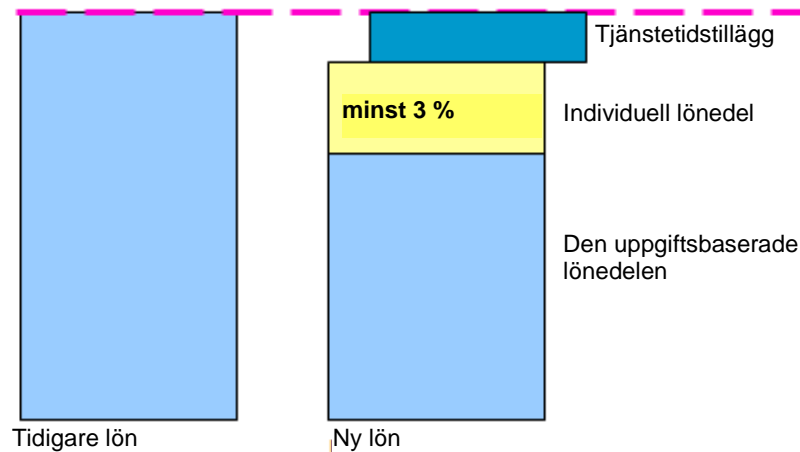 Tjänstetidstillägg
minst 3 %
Individuell lönedel
Den uppgiftsbaserade
lönedelen
Tidigare lön
Ny lön